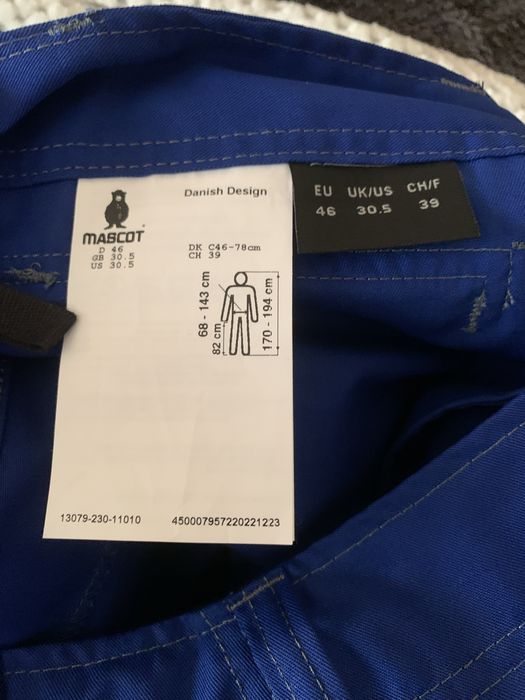 Danish Design
MASCOT
D 46
GB 30.5
US 30.5
DK C46-78cm
CH 39
68 - 143 cm
82 cm
170 - 194 cm
13079-230-11010
450007957220221223
EU UK/US CH/F
46 30.5 39